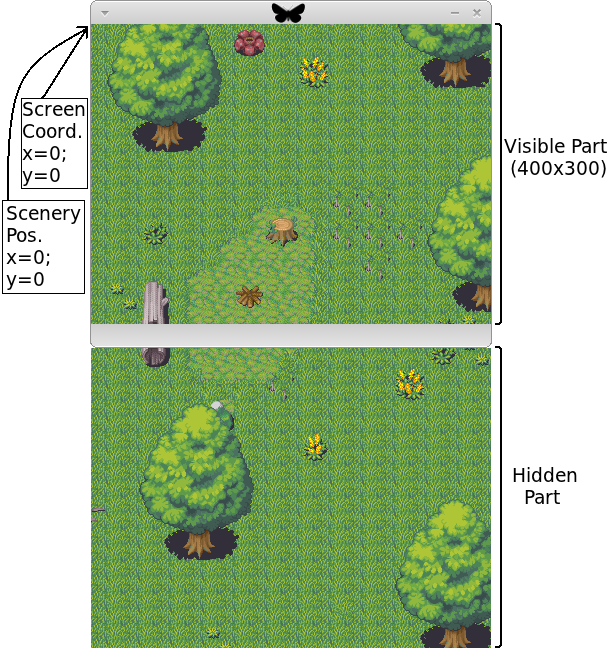 Screen
Coord.
x=0;
y=0
Scenery
Pos.
x=0;
y=0
Visible Part
(400x300)
Hidden
Part